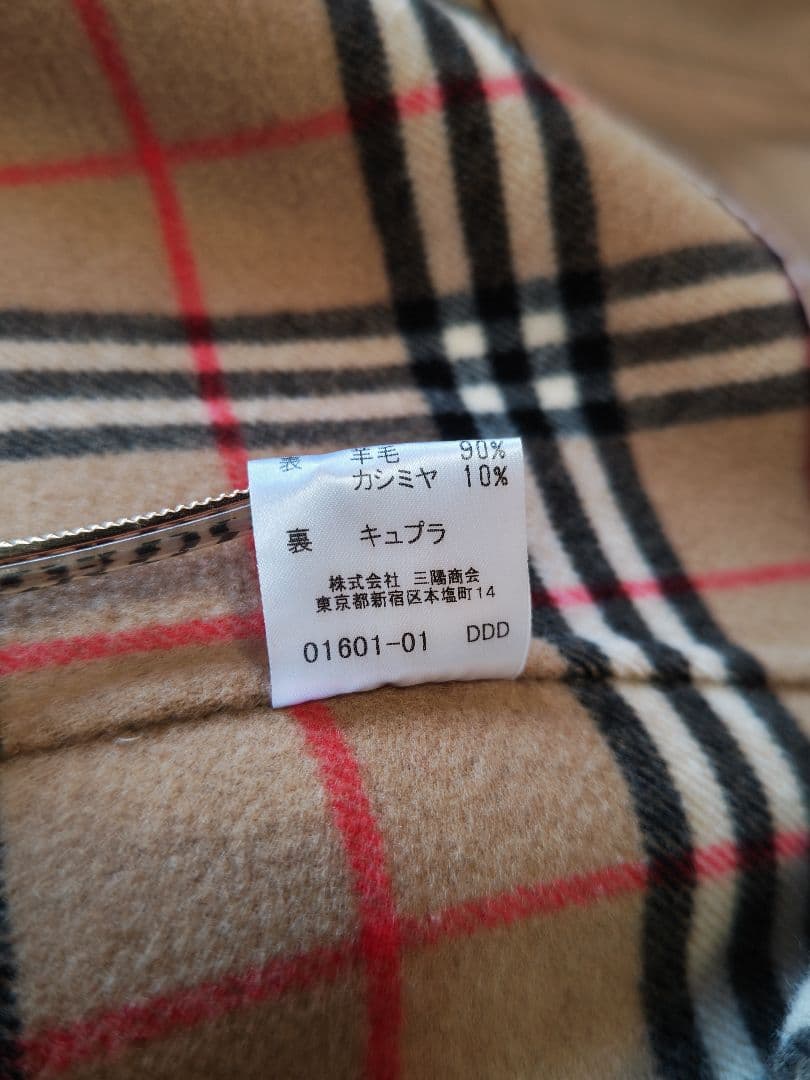 表 羊毛 90%
カシミヤ 10%
裏 キュプラ
株式会社 三陽商会
東京都新宿区本塩町14
01601-01 DDD